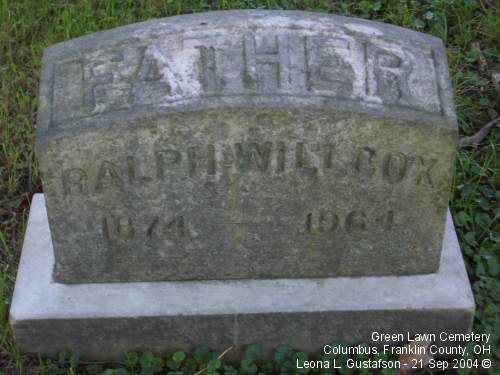 FATHER
RALPH WILLCOX
1874 — 1964
Green Lawn Cemetery
Columbus, Franklin County, OH
Leona L. Gustafson - 21 Sep 2004 ©